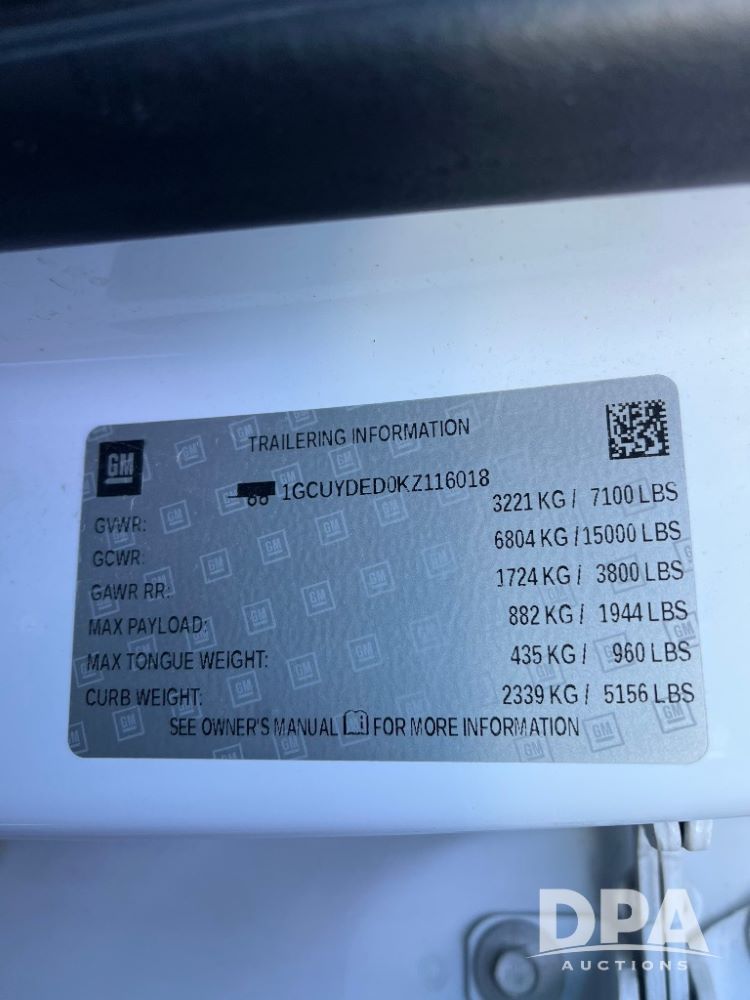 GM
TRAILERING INFORMATION
1GCUYDED0KZ116018
GVWR: 3221 KG / 7100 LBS
GCWR: 6804 KG / 15000 LBS
GAWR RR: 1724 KG / 3800 LBS
MAX PAYLOAD: 882 KG / 1944 LBS
MAX TONGUE WEIGHT: 435 KG / 960 LBS
CURB WEIGHT: 2339 KG / 5156 LBS
SEE OWNER'S MANUAL FOR MORE INFORMATION
DPA
AUCTIONS